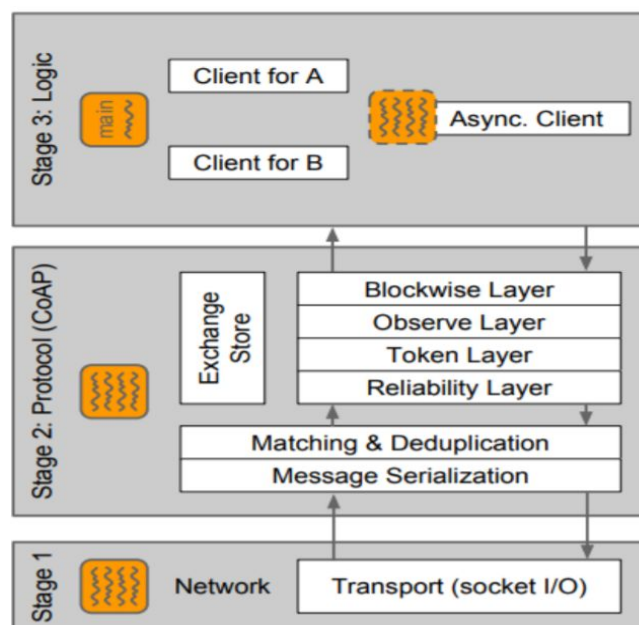 Stage 3: Logic
main
Client for A
Async. Client
Client for B
Stage 2: Protocol (CoAP)
Exchange
Store
Blockwise Layer
Observe Layer
Token Layer
Reliability Layer
Matching & Deduplication
Message Serialization
Stage 1
Network
Transport (socket I/O)